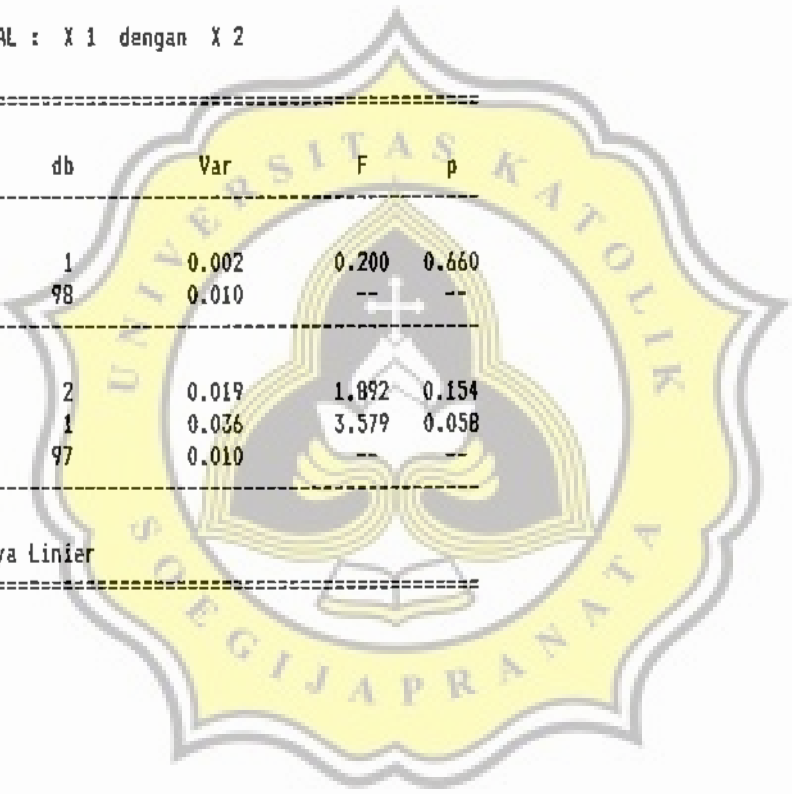 AL : X 1 dengan X 2
db Var F p
1 0.002 0.200 0.660
98 0.010 -- --
2 0.019 1.892 0.154
1 0.036 3.579 0.058
97 0.010 -- --
va Linier
UNIVERSITAS KATOLIK
SOEGIJAPRANATA